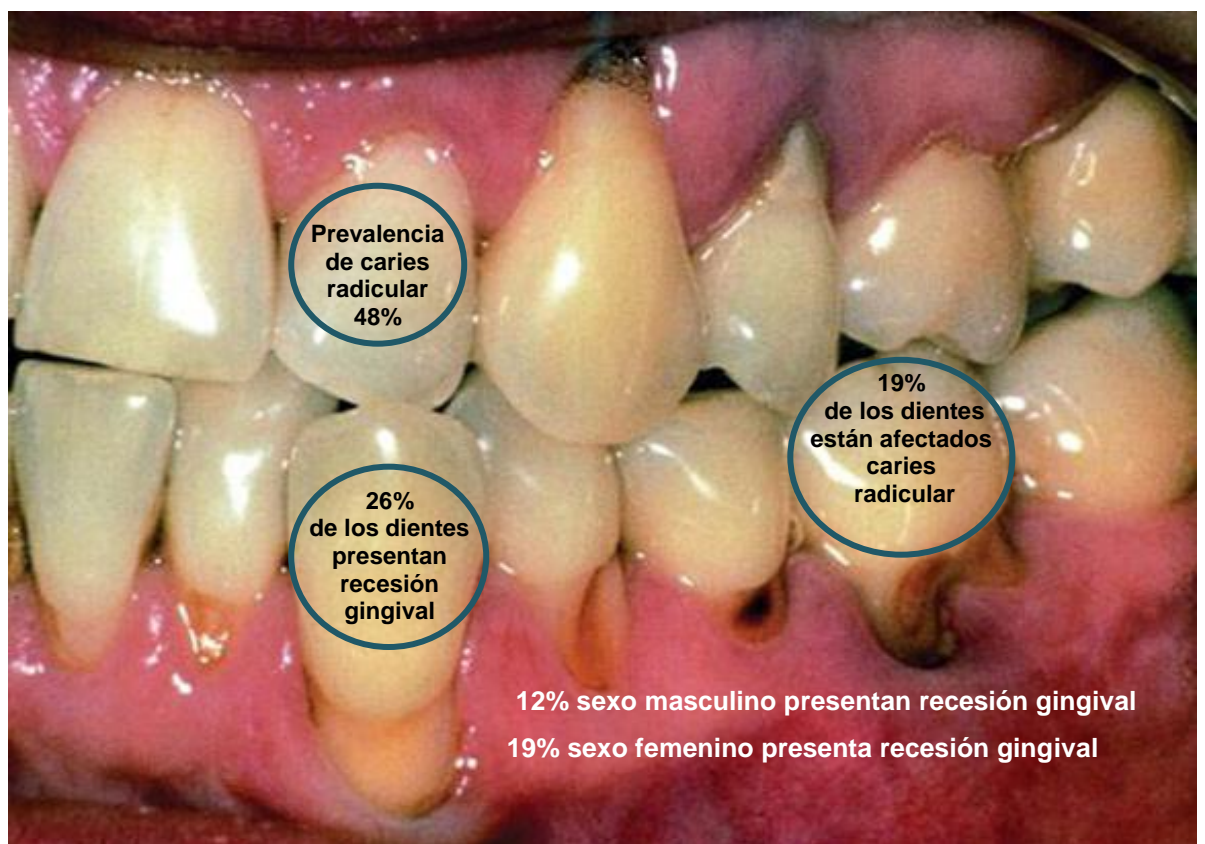 Prevalencia
de caries
radicular
48%
19%
de los dientes
están afectados
caries
radicular
26%
de los dientes
presentan
recesión
gingival
12% sexo masculino presentan recesión gingival
19% sexo femenino presenta recesión gingival